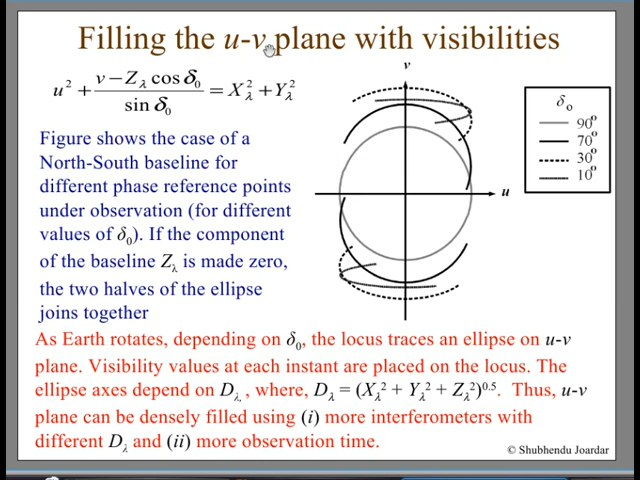 Filling the u-v plane with visibilities
u² + (v − Z_λ cos δ₀) / (sin δ₀) = X_λ² + Y_λ²
Figure shows the case of a
North-South baseline for
different phase reference points
under observation (for different
values of δ₀). If the component
of the baseline Z_λ is made zero,
the two halves of the ellipse
joins together
v
u
δ₀
90°
70°
30°
10°
As Earth rotates, depending on δ₀, the locus traces an ellipse on u-v
plane. Visibility values at each instant are placed on the locus. The
ellipse axes depend on D_λ, where, D_λ = (X_λ² + Y_λ² + Z_λ²)^0.5. Thus, u-v
plane can be densely filled using (i) more interferometers with
different D_λ and (ii) more observation time.
© Shubhendu Joardar